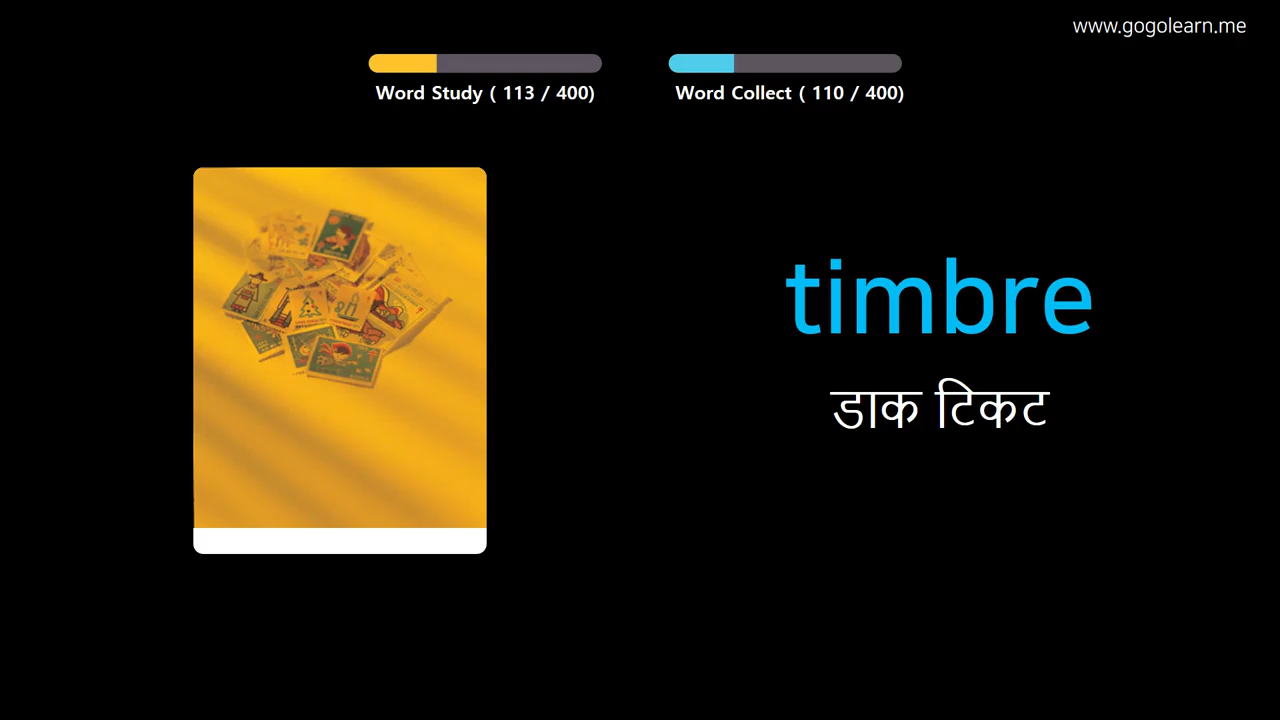 www.gogolearn.me
Word Study ( 113 / 400)
Word Collect ( 110 / 400)
timbre
डाक टिकट